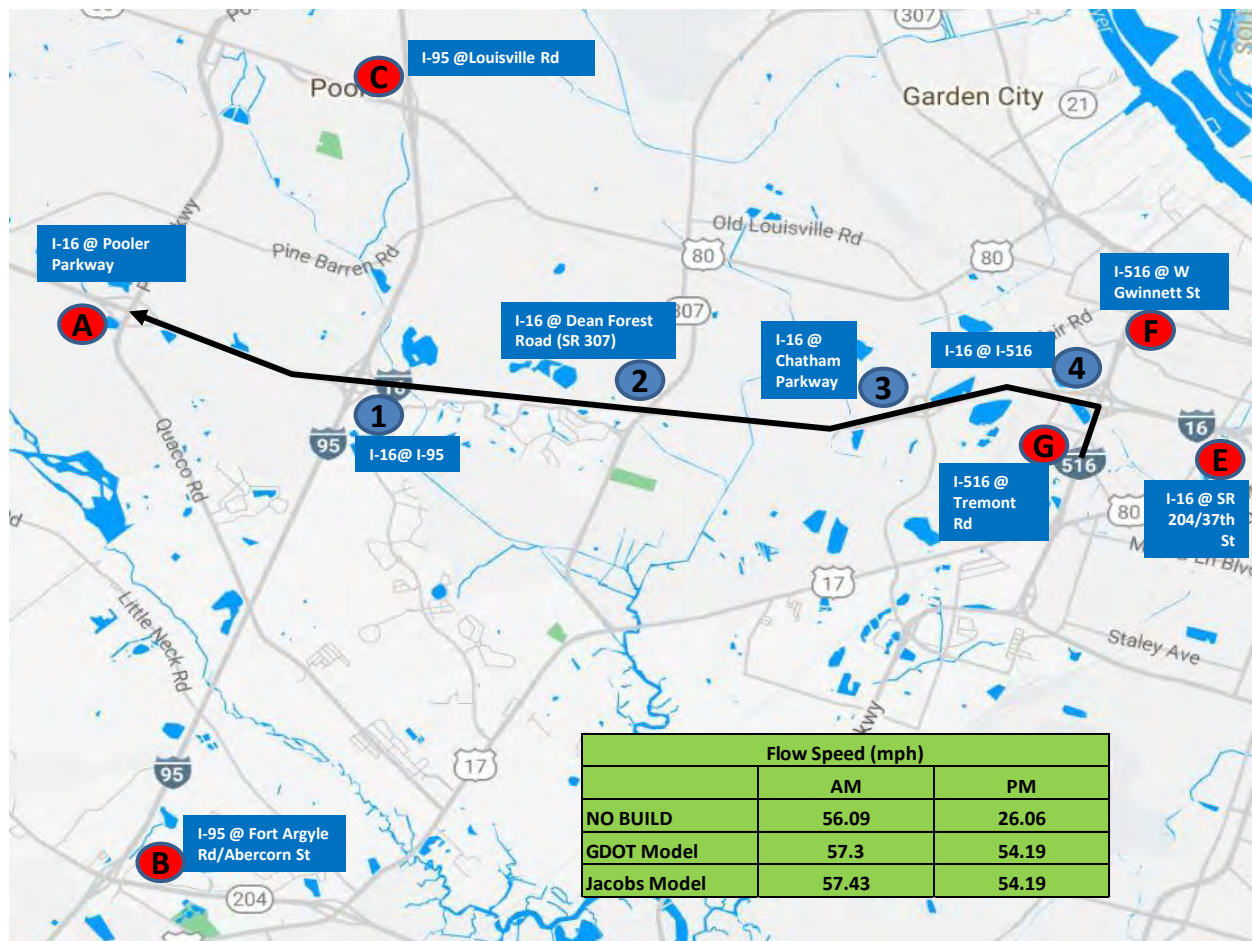 307
I-95 @Louisville Rd
C
Garden City
21
Old Louisville Rd
80
80
I-16 @ Pooler
Parkway
Pine Barren Rd
I-516 @ W
Gwinnett St
A
I-16 @ Dean Forest
Road (SR 307)
I-16 @
Chatham
Parkway
I-16 @ I-516
F
2
3
4
1
95
I-16@ I-95
16
G
516
E
Quacco Rd
I-516 @
Tremont
Rd
80
I-16 @ SR
204/37th
St
17
Little Neck Rd
Staley Ave
17
95
I-95 @ Fort Argyle
Rd/Abercorn St
B
204
Flow Speed (mph)
AM PM
NO BUILD 56.09 26.06
GDOT Model 57.3 54.19
Jacobs Model 57.43 54.19